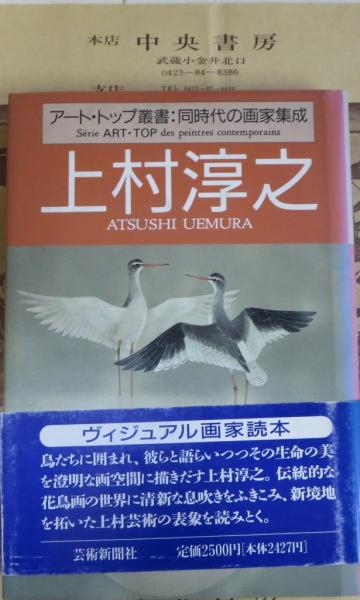 本店 中央書房
武蔵小金井北口
0423-84-8386
支店
アート・トップ叢書:同時代の画家集成
Série ART・TOP des peintres contemporains
上村淳之
ATSUSHI UEMURA
ヴィジュアル画家読本
鳥たちに囲まれ、彼らと語らいつつその生命の美
を澄明な画空間に描きだす上村淳之。伝統的な
花鳥画の世界に清新な息吹きをふきこみ、新境地
を拓いた上村芸術の表象を読みとく。
芸術新聞社 定価2500円[本体2427円]